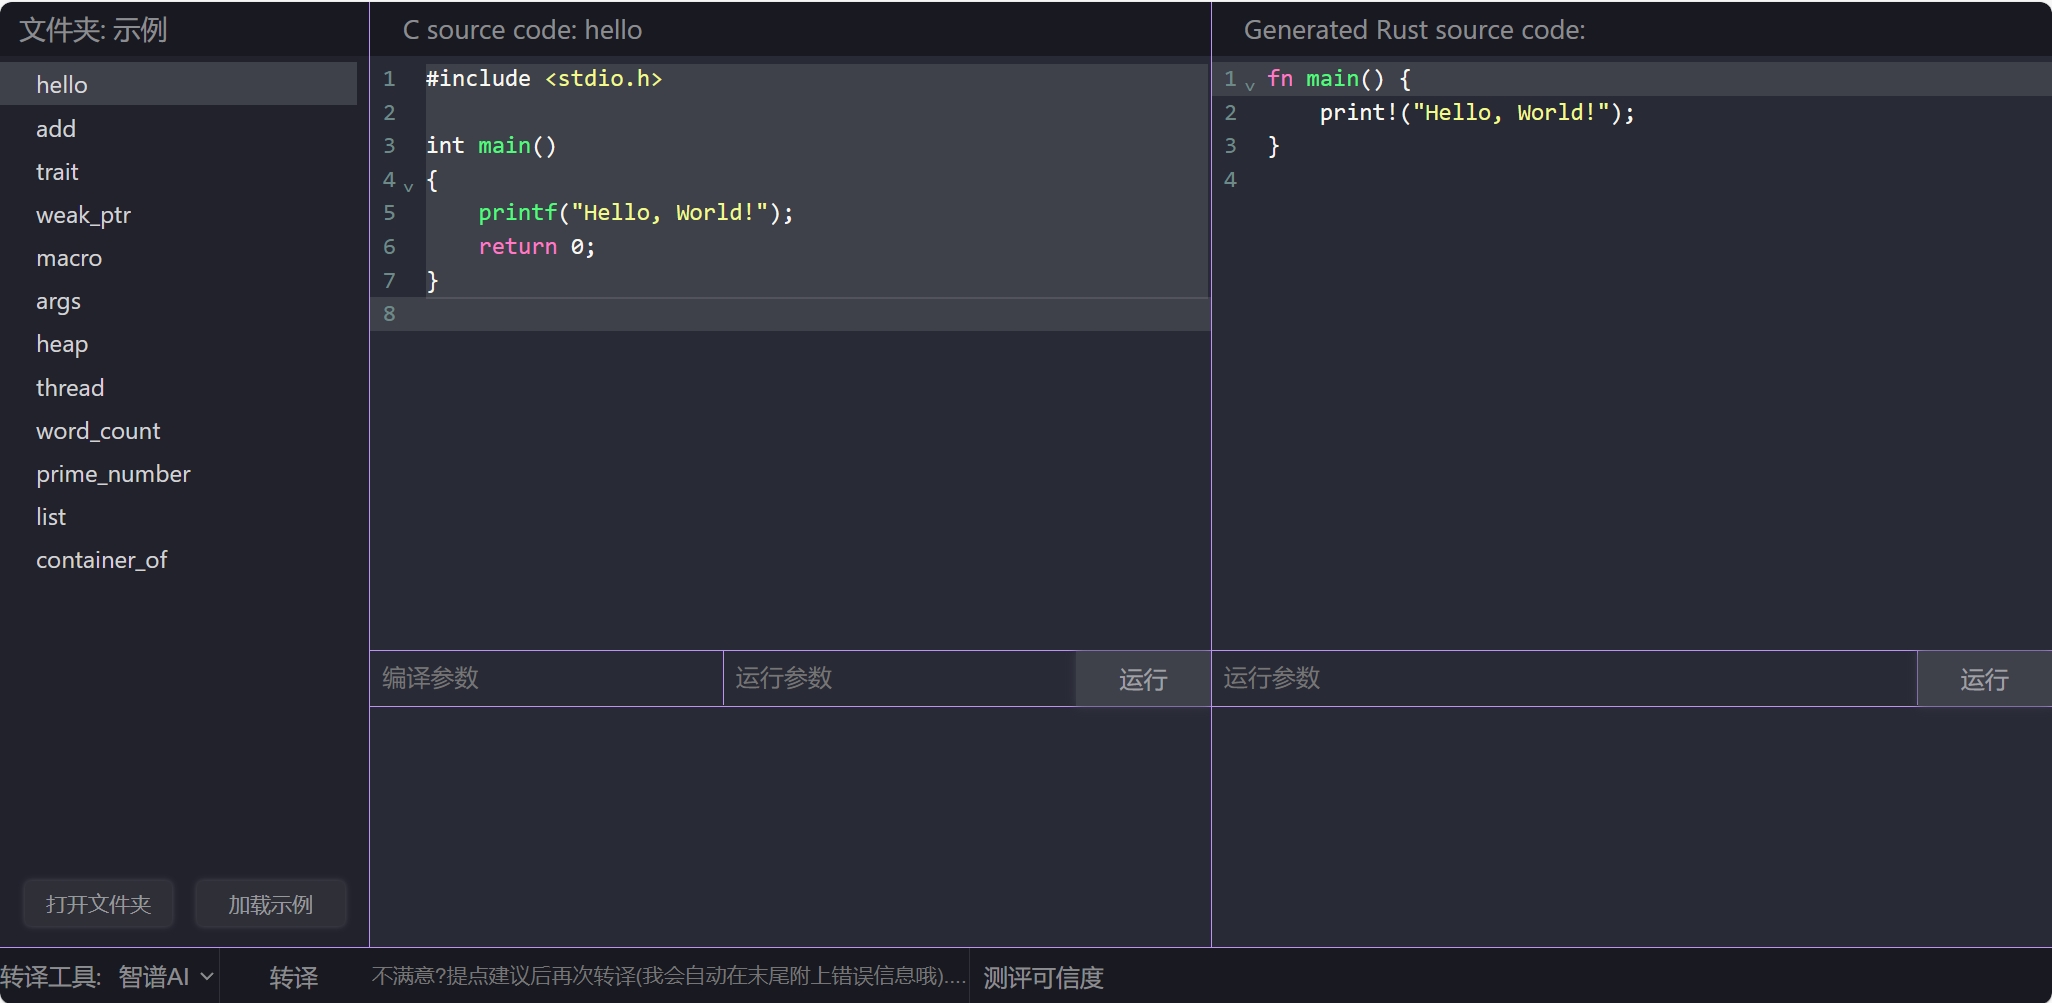 文件夹: 示例
hello
add
trait
weak_ptr
macro
args
heap
thread
word_count
prime_number
list
container_of
打开文件夹 加载示例
C source code: hello
1 #include <stdio.h>
2
3 int main()
4 {
5     printf("Hello, World!");
6     return 0;
7 }
8
编译参数 运行参数 运行
Generated Rust source code:
1 fn main() {
2     print!("Hello, World!");
3 }
4
运行参数 运行
转译工具: 智谱AI 转译 不满意?提点建议后再次转译(我会自动在末尾附上错误信息哦).... 测评可信度